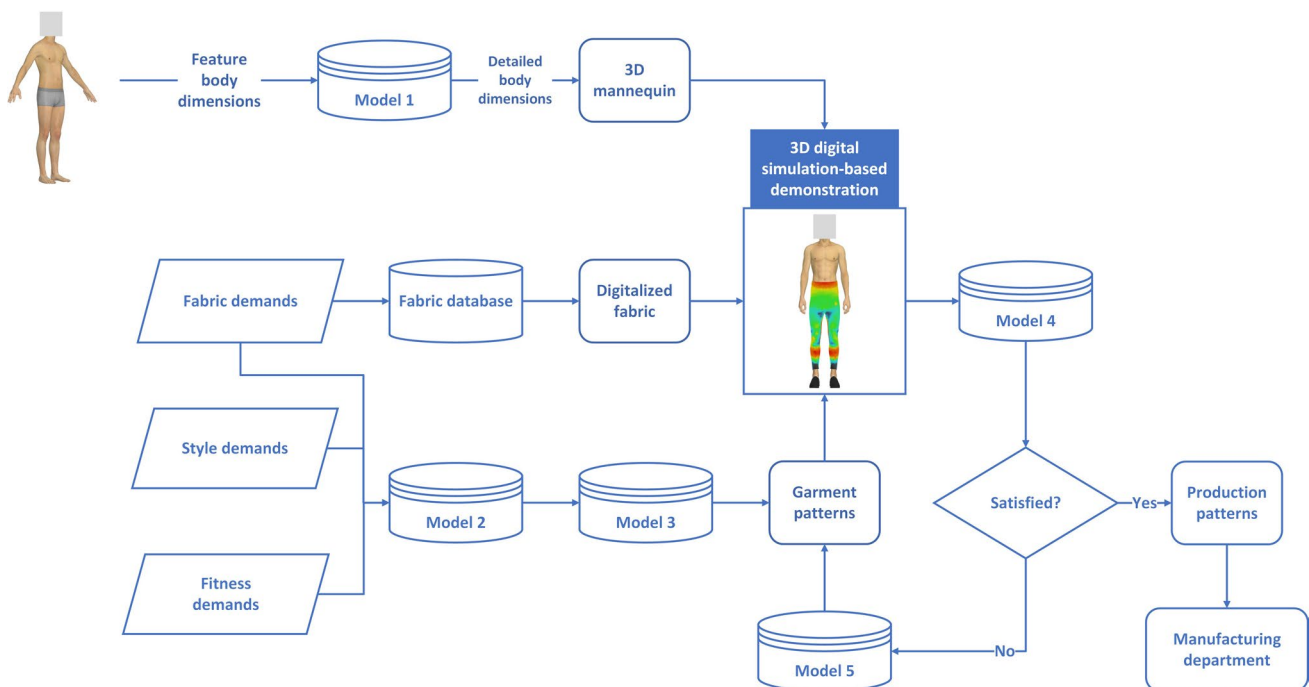 Feature
body
dimensions
Model 1
Detailed
body
dimensions
3D
mannequin
3D digital
simulation-based
demonstration
Fabric demands
Fabric database
Digitalized
fabric
Model 4
Style demands
Model 2
Model 3
Garment
patterns
Satisfied?
Yes
Production
patterns
Fitness
demands
Model 5
No
Manufacturing
department